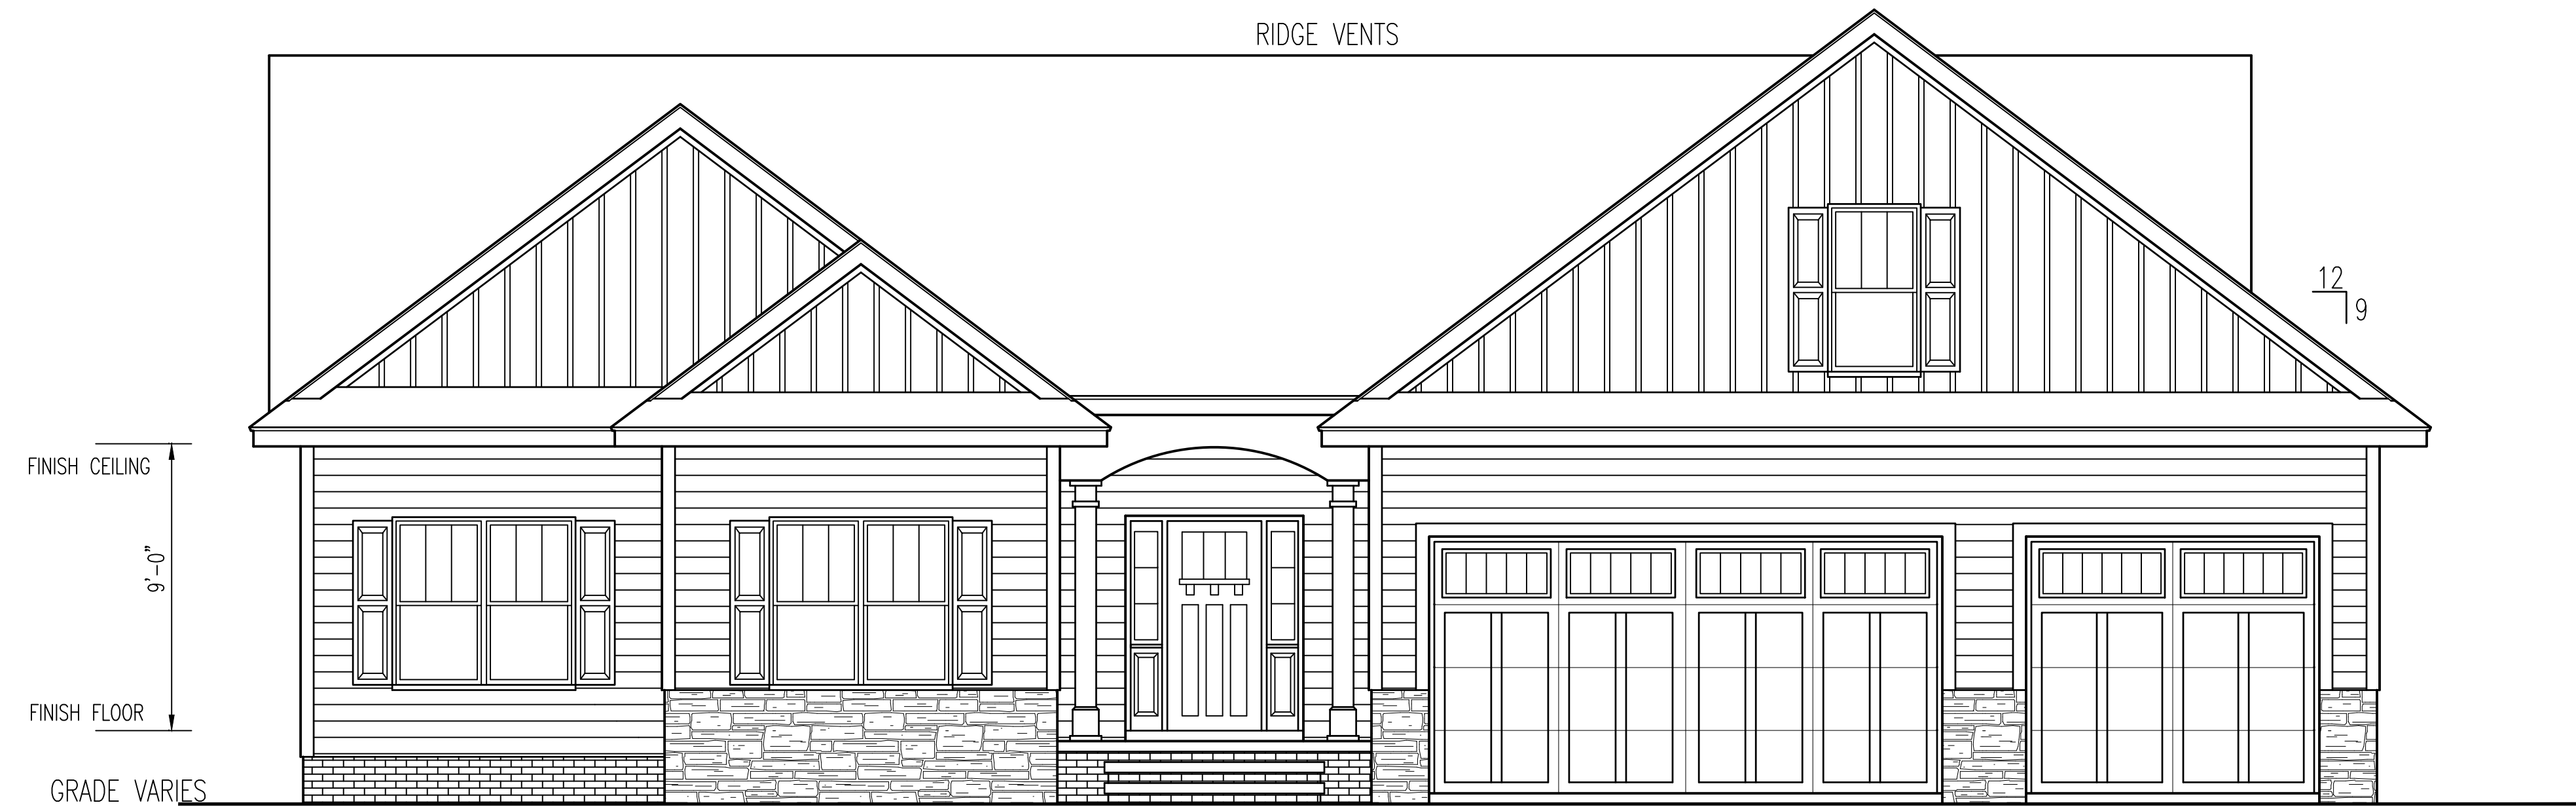 RIDGE VENTS
12
9
FINISH CEILING
9'-0"
FINISH FLOOR
GRADE VARIES